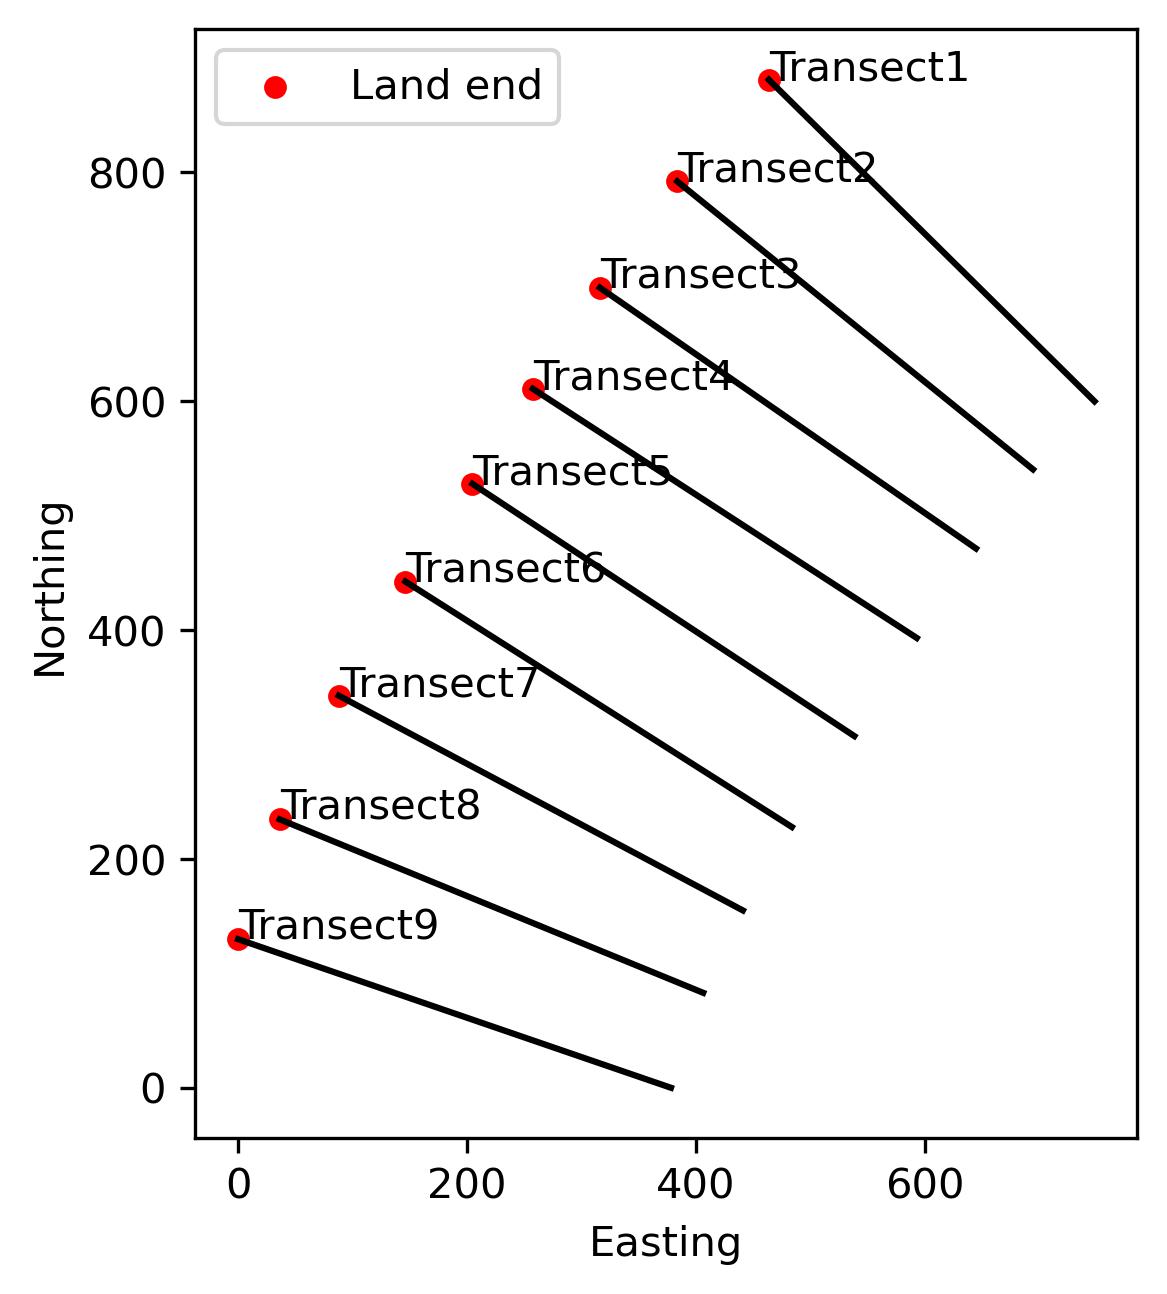 Land end
Transect1
Transect2
Transect3
Transect4
Transect5
Transect6
Transect7
Transect8
Transect9
800
600
400
200
0
Northing
0 200 400 600
Easting